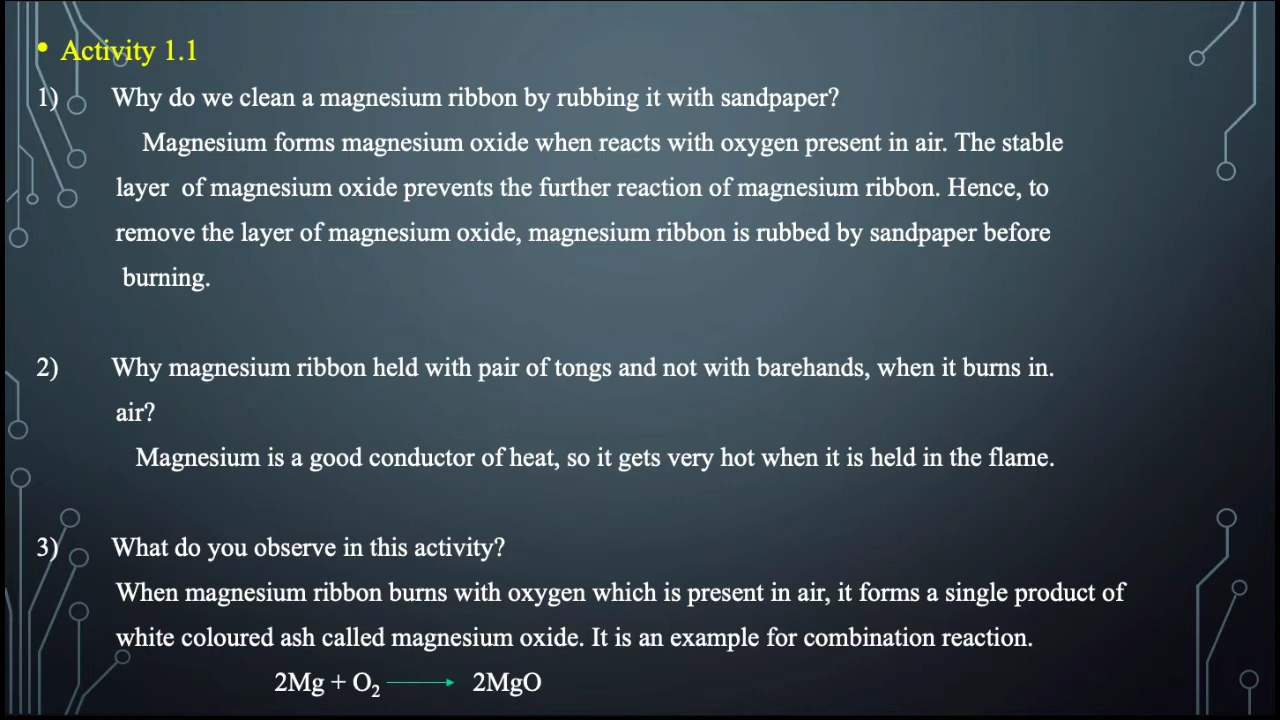 • Activity 1.1
1) Why do we clean a magnesium ribbon by rubbing it with sandpaper?
Magnesium forms magnesium oxide when reacts with oxygen present in air. The stable
layer of magnesium oxide prevents the further reaction of magnesium ribbon. Hence, to
remove the layer of magnesium oxide, magnesium ribbon is rubbed by sandpaper before
burning.
2) Why magnesium ribbon held with pair of tongs and not with barehands, when it burns in.
air?
Magnesium is a good conductor of heat, so it gets very hot when it is held in the flame.
3) What do you observe in this activity?
When magnesium ribbon burns with oxygen which is present in air, it forms a single product of
white coloured ash called magnesium oxide. It is an example for combination reaction.
2Mg + O₂ ⟶ 2MgO